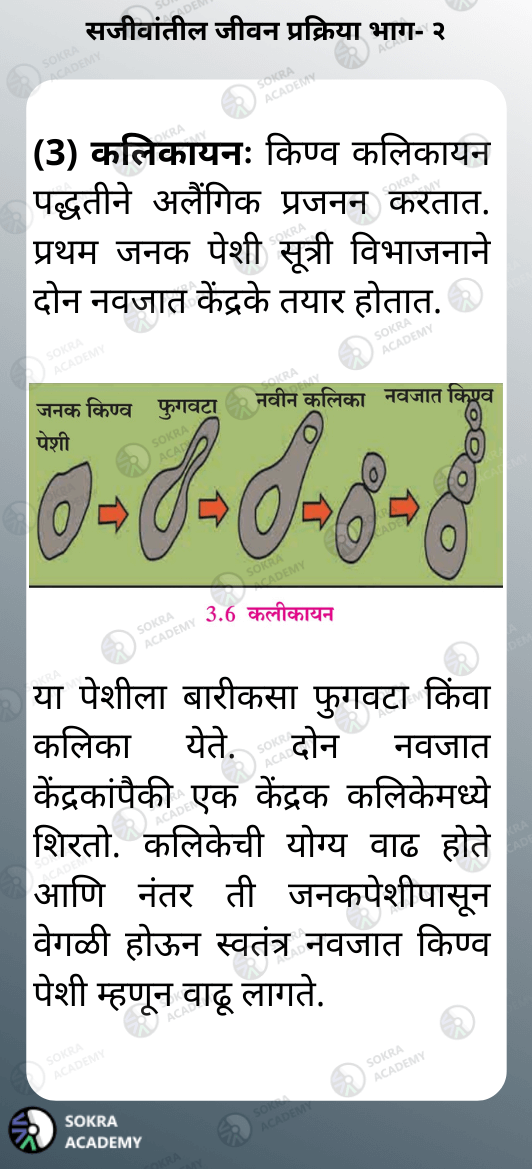 सजीवांतील जीवन प्रक्रिया भाग- २
(3) कलिकायन: किण्व कलिकायन
पद्धतीने अलैंगिक प्रजनन करतात.
प्रथम जनक पेशी सूत्री विभाजनाने
दोन नवजात केंद्रके तयार होतात.
जनक किण्व
पेशी
फुगवटा
नवीन कलिका
नवजात किण्व
3.6 कलीकायन
या पेशीला बारीकसा फुगवटा किंवा
कलिका येते. दोन नवजात
केंद्रकांपैकी एक केंद्रक कलिकेमध्ये
शिरतो. कलिकेची योग्य वाढ होते
आणि नंतर ती जनकपेशीपासून
वेगळी होऊन स्वतंत्र नवजात किण्व
पेशी म्हणून वाढू लागते.
SOKRA
ACADEMY